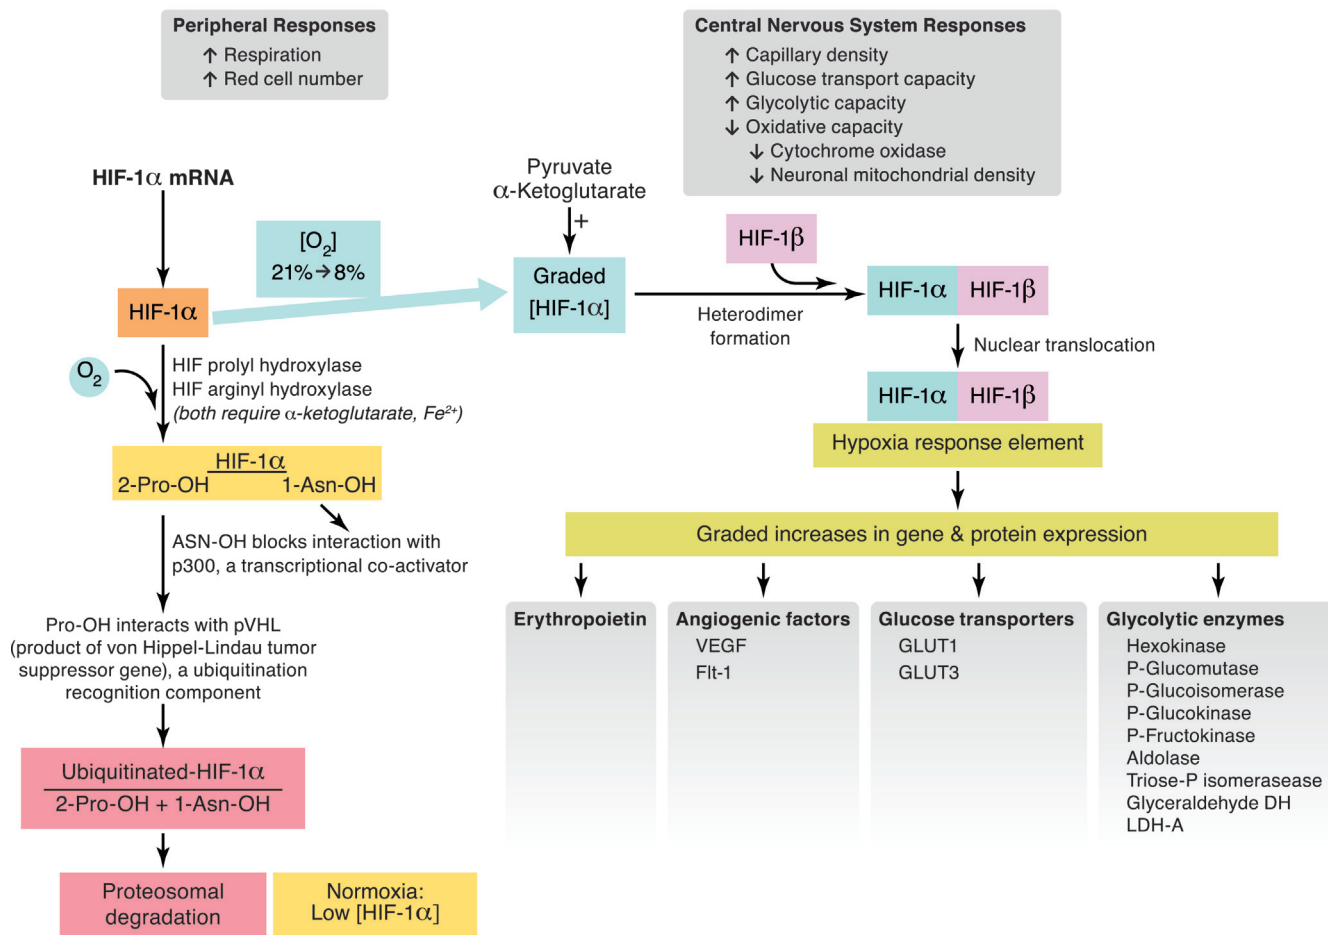 Peripheral Responses
↑ Respiration
↑ Red cell number
Central Nervous System Responses
↑ Capillary density
↑ Glucose transport capacity
↑ Glycolytic capacity
↓ Oxidative capacity
↓ Cytochrome oxidase
↓ Neuronal mitochondrial density
HIF-1α mRNA
[O₂]
21%→8%
Pyruvate
α-Ketoglutarate
+
HIF-1β
HIF-1α
Graded
[HIF-1α]
Heterodimer
formation
HIF-1α HIF-1β
Nuclear translocation
HIF-1α HIF-1β
Hypoxia response element
O₂
HIF prolyl hydroxylase
HIF arginyl hydroxylase
(both require α-ketoglutarate, Fe²⁺)
HIF-1α
2-Pro-OH 1-Asn-OH
ASN-OH blocks interaction with
p300, a transcriptional co-activator
Pro-OH interacts with pVHL
(product of von Hippel-Lindau tumor
suppressor gene), a ubiquitination
recognition component
Ubiquitinated-HIF-1α
2-Pro-OH + 1-Asn-OH
Proteosomal
degradation
Normoxia:
Low [HIF-1α]
Graded increases in gene & protein expression
Erythropoietin
Angiogenic factors
VEGF
Flt-1
Glucose transporters
GLUT1
GLUT3
Glycolytic enzymes
Hexokinase
P-Glucomutase
P-Glucoisomerase
P-Glucokinase
P-Fructokinase
Aldolase
Triose-P isomerasease
Glyceraldehyde DH
LDH-A